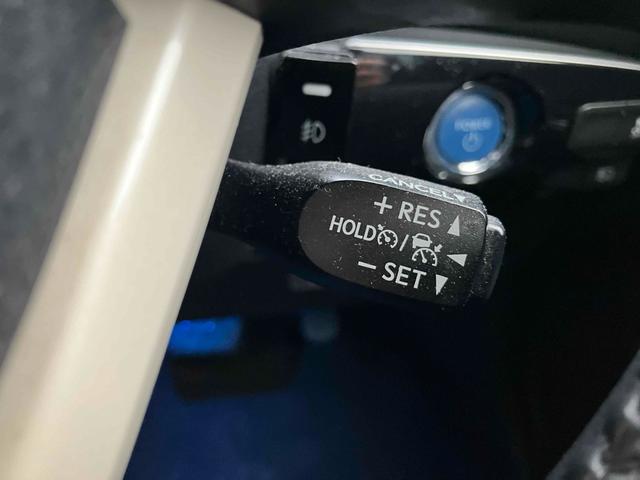 POWER
CANCEL
+ RES
HOLD /
− SET